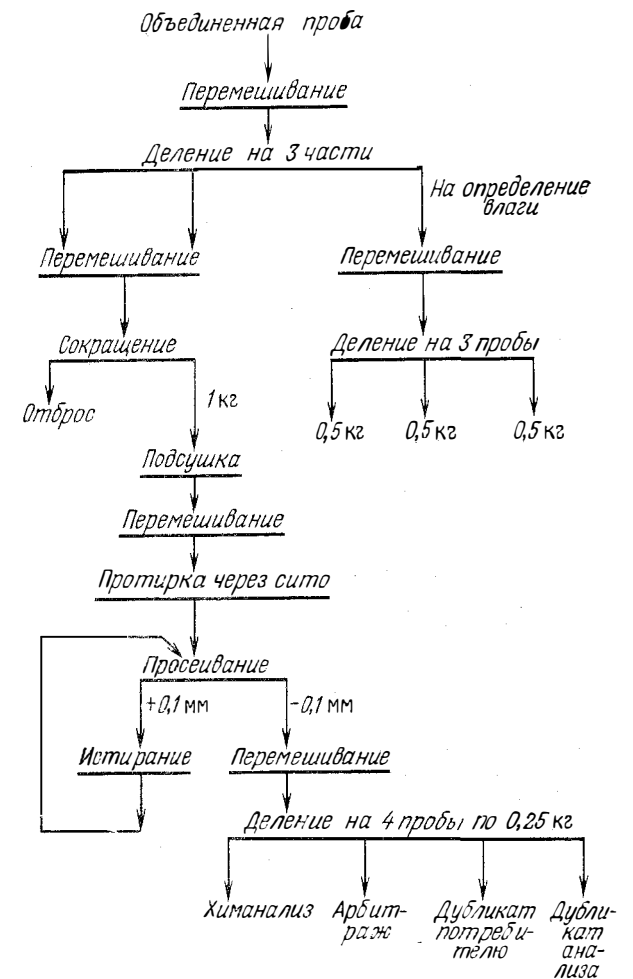 Объединенная проба
Перемешивание
Деление на 3 части
На определение
влаги
Перемешивание
Перемешивание
Сокращение
Деление на 3 пробы
Отброс
1 кг
0,5 кг
0,5 кг
0,5 кг
Подсушка
Перемешивание
Протирка через сито
Просеивание
+0,1 мм
-0,1 мм
Истирание
Перемешивание
Деление на 4 пробы по 0,25 кг
Химанализ
Арбит-
раж
Дубликат
потреби-
телю
Дубли-
кат
ана-
лиза